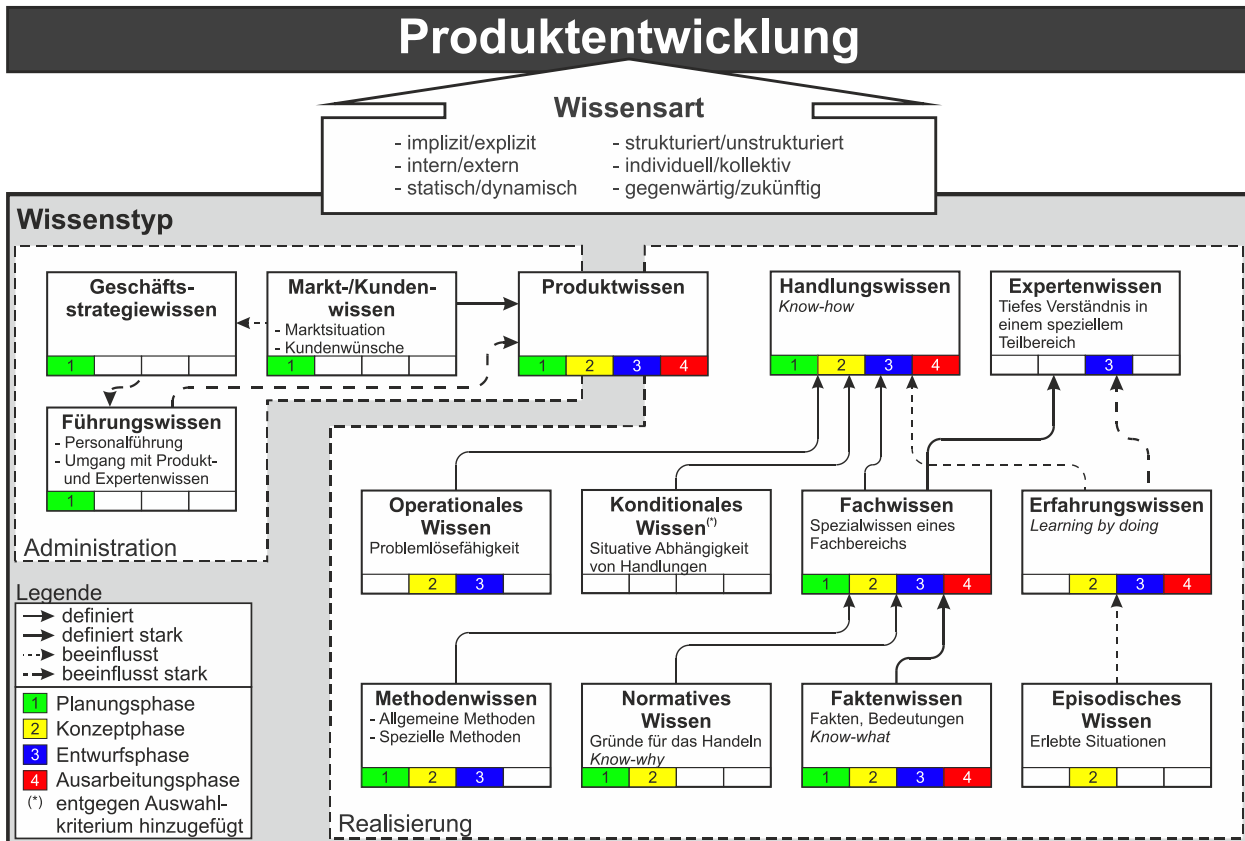 Produktentwicklung
Wissensart
- implizit/explizit
- intern/extern
- statisch/dynamisch
- strukturiert/unstrukturiert
- individuell/kollektiv
- gegenwärtig/zukünftig
Wissenstyp
Geschäfts-
strategiewissen
1
Markt-/Kunden-
wissen
- Marktsituation
- Kundenwünsche
1
Produktwissen
1 2 3 4
Handlungswissen
Know-how
1 2 3 4
Expertenwissen
Tiefes Verständnis in
einem speziellem
Teilbereich
3
Führungswissen
- Personalführung
- Umgang mit Produkt-
und Expertenwissen
1
Administration
Operationales
Wissen
Problemlösefähigkeit
2 3
Konditionales
Wissen(*)
Situative Abhängigkeit
von Handlungen
Fachwissen
Spezialwissen eines
Fachbereichs
1 2 3 4
Erfahrungswissen
Learning by doing
2 3 4
Methodenwissen
- Allgemeine Methoden
- Spezielle Methoden
1 2 3
Normatives
Wissen
Gründe für das Handeln
Know-why
1 2
Faktenwissen
Fakten, Bedeutungen
Know-what
1 2 3 4
Episodisches
Wissen
Erlebte Situationen
2
Realisierung
Legende
definiert
definiert stark
beeinflusst
beeinflusst stark
1 Planungsphase
2 Konzeptphase
3 Entwurfsphase
4 Ausarbeitungsphase
(*) entgegen Auswahl-
kriterium hinzugefügt